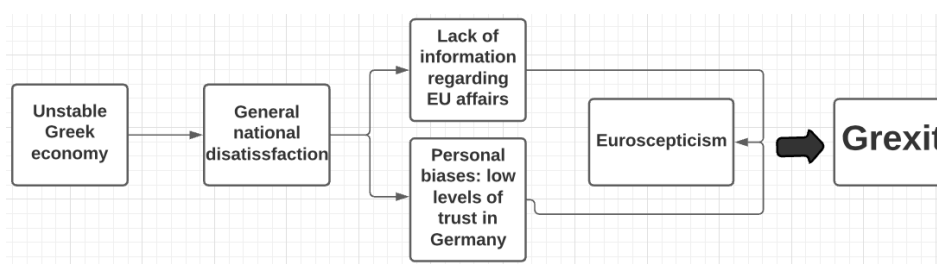 Unstable
Greek
economy
General
national
disatissfaction
Lack of
information
regarding
EU affairs
Personal
biases: low
levels of
trust in
Germany
Euroscepticism
Grexit